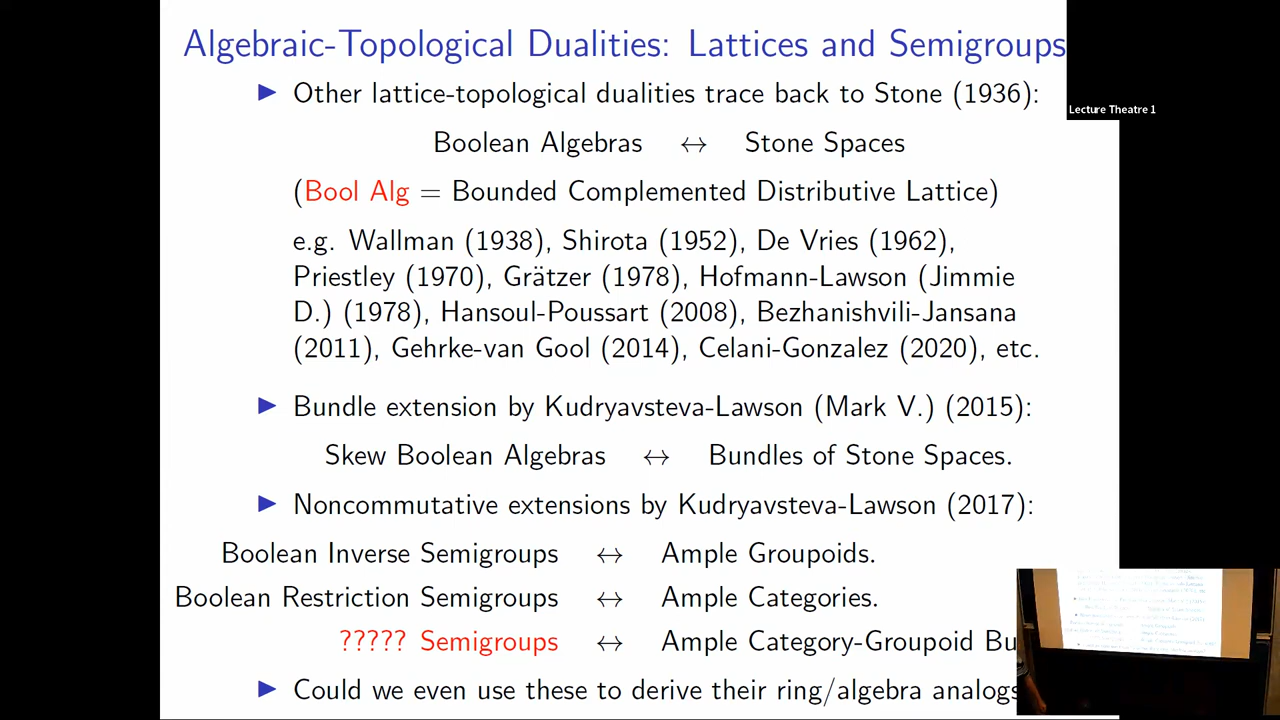 Algebraic-Topological Dualities: Lattices and Semigroups
▶ Other lattice-topological dualities trace back to Stone (1936):
Lecture Theatre 1
Boolean Algebras ↔ Stone Spaces
(Bool Alg = Bounded Complemented Distributive Lattice)
e.g. Wallman (1938), Shirota (1952), De Vries (1962),
Priestley (1970), Grätzer (1978), Hofmann-Lawson (Jimmie
D.) (1978), Hansoul-Poussart (2008), Bezhanishvili-Jansana
(2011), Gehrke-van Gool (2014), Celani-Gonzalez (2020), etc.
▶ Bundle extension by Kudryavsteva-Lawson (Mark V.) (2015):
Skew Boolean Algebras ↔ Bundles of Stone Spaces.
▶ Noncommutative extensions by Kudryavsteva-Lawson (2017):
Boolean Inverse Semigroups ↔ Ample Groupoids.
Boolean Restriction Semigroups ↔ Ample Categories.
????? Semigroups ↔ Ample Category-Groupoid Bu
▶ Could we even use these to derive their ring/algebra analogs